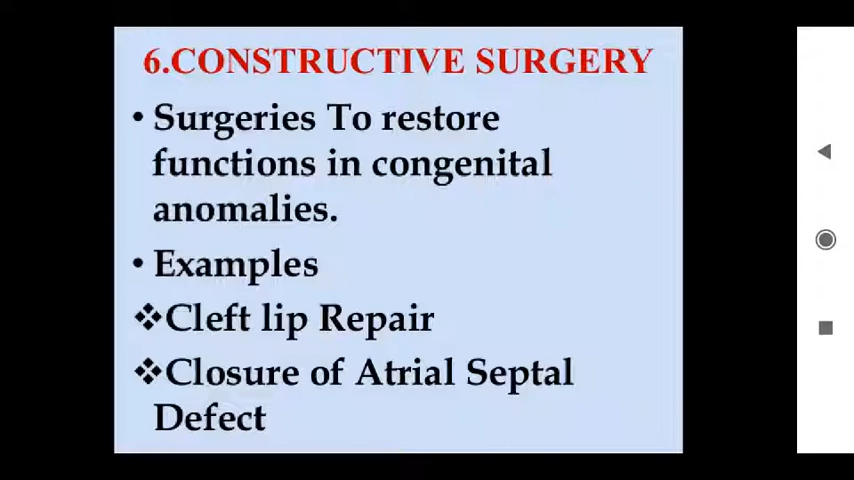 6.CONSTRUCTIVE SURGERY
• Surgeries To restore
functions in congenital
anomalies.
• Examples
❖Cleft lip Repair
❖Closure of Atrial Septal
Defect